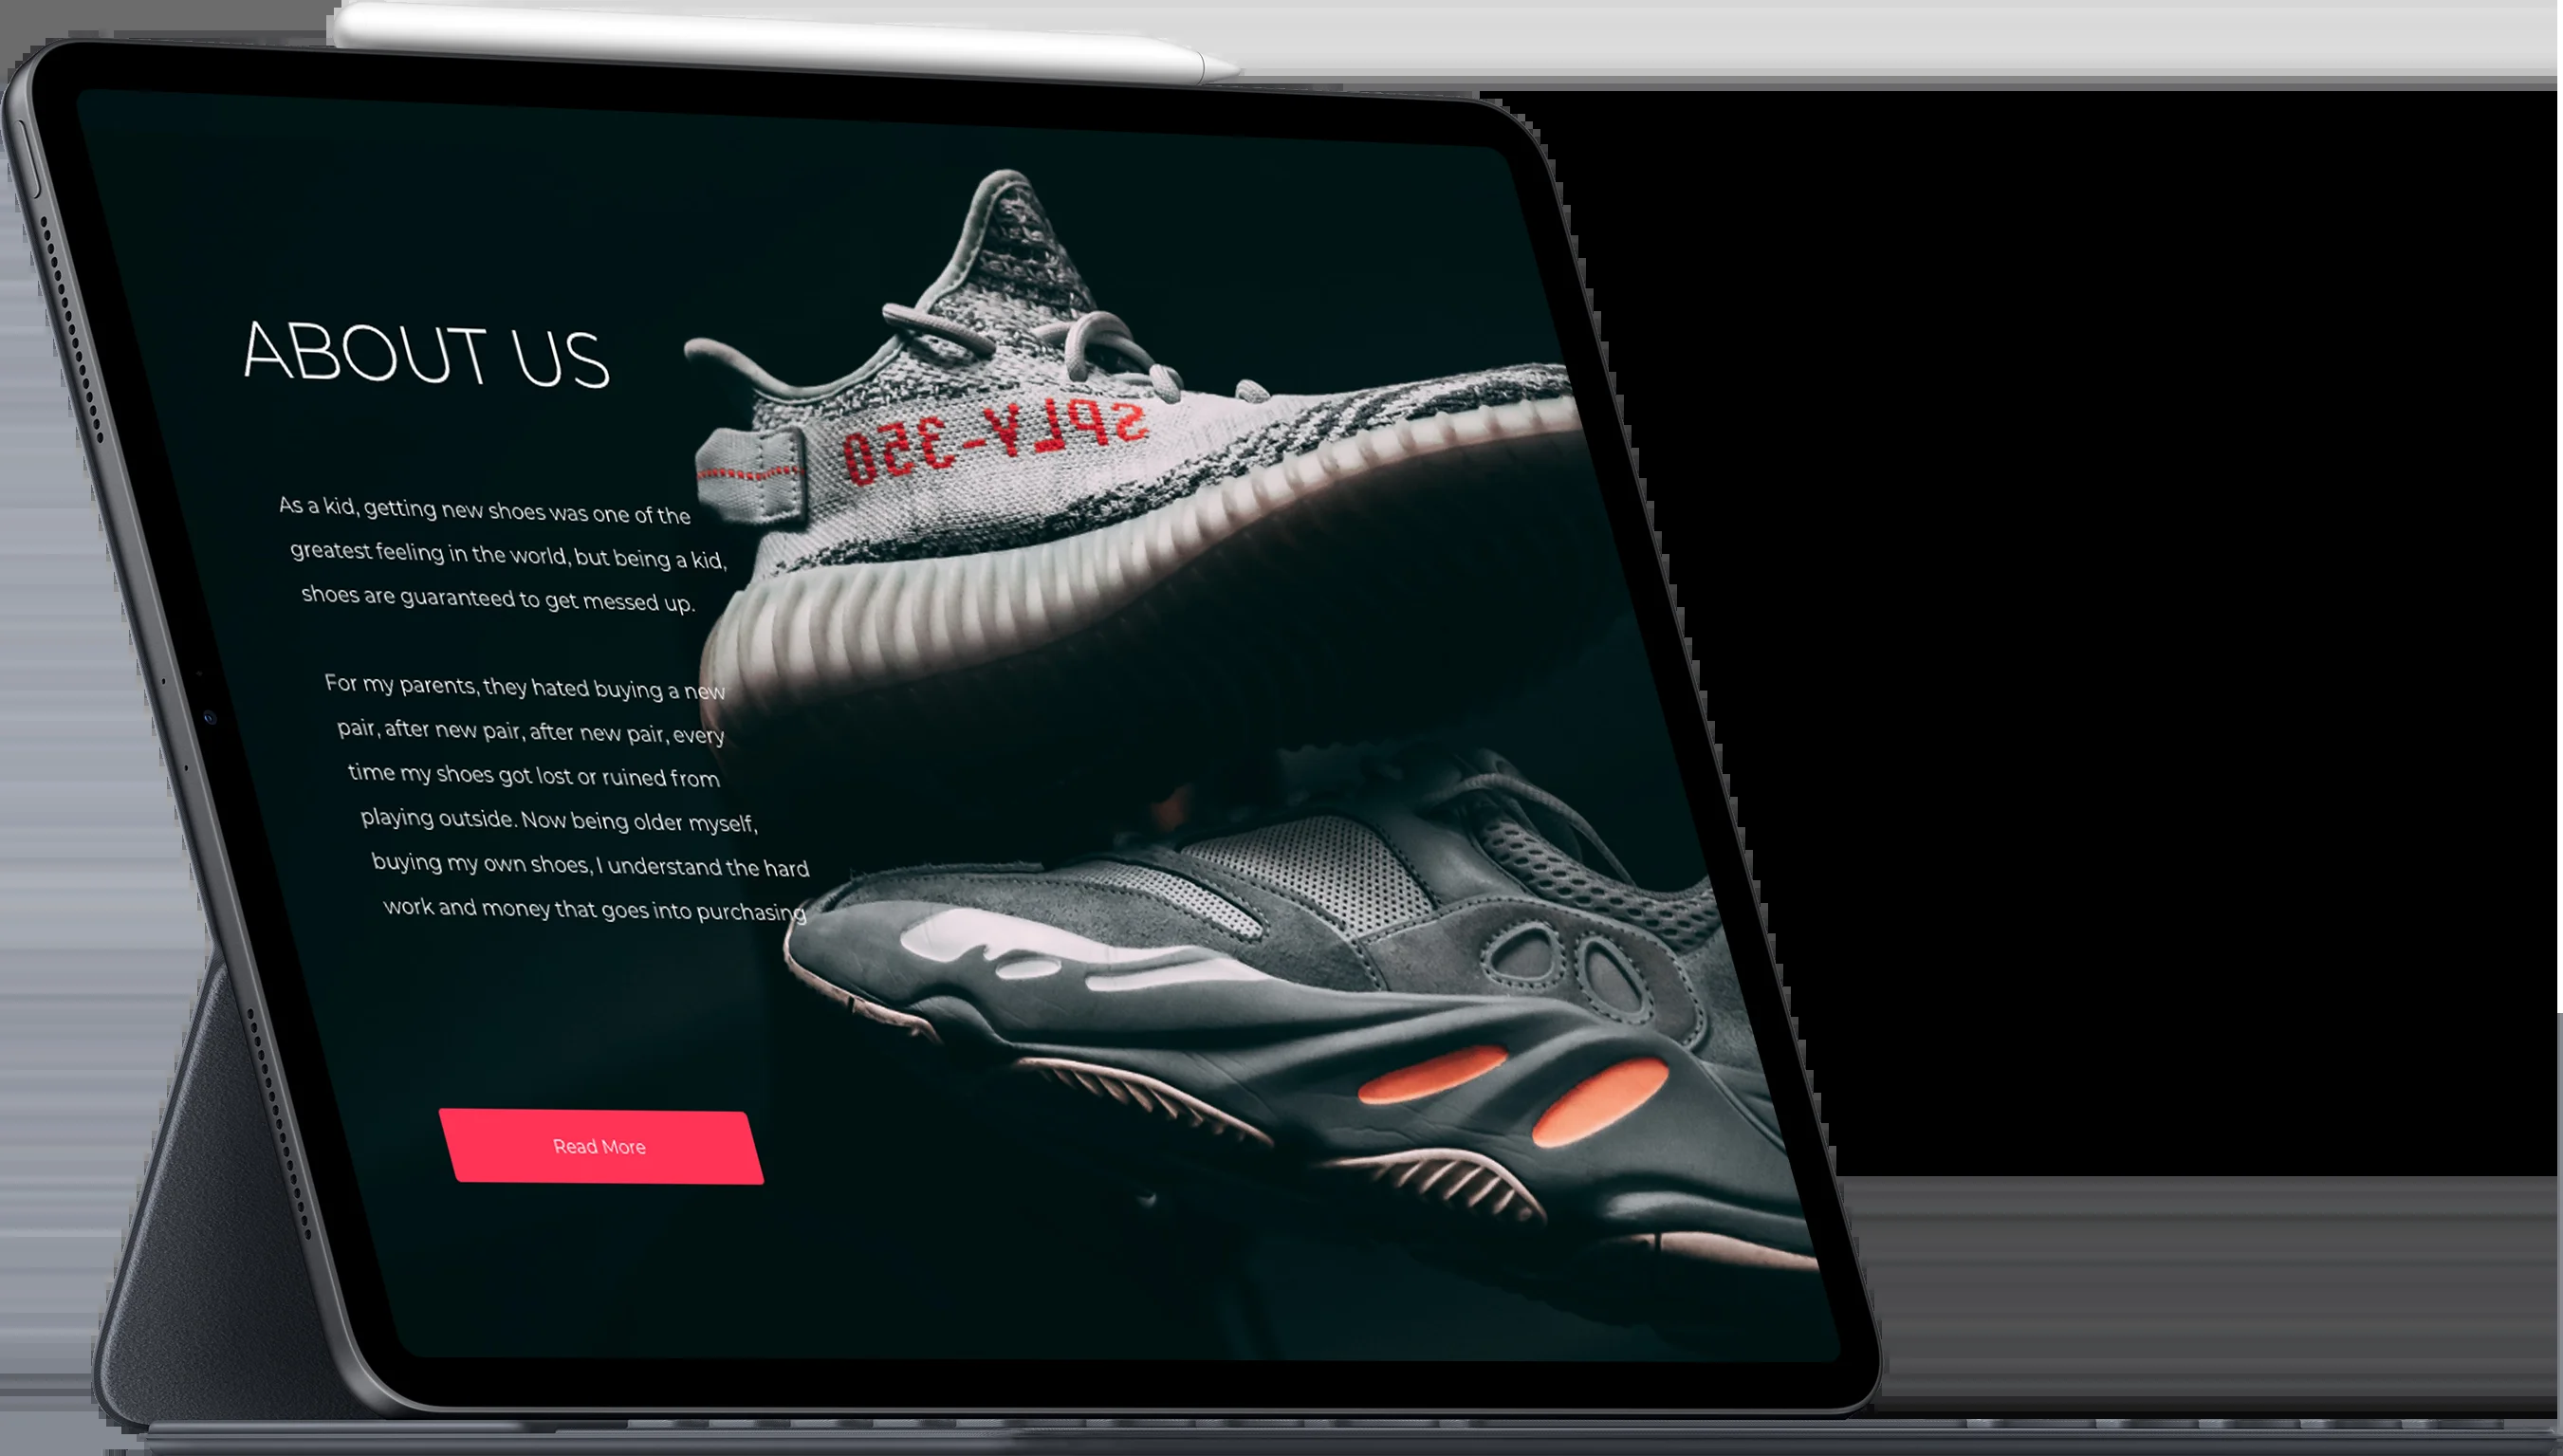 ABOUT US
SPLY-350
As a kid, getting new shoes was one of the
greatest feeling in the world, but being a kid,
shoes are guaranteed to get messed up.
For my parents, they hated buying a new
pair, after new pair, after new pair, every
time my shoes got lost or ruined from
playing outside. Now being older myself,
buying my own shoes, I understand the hard
work and money that goes into purchasing
Read More